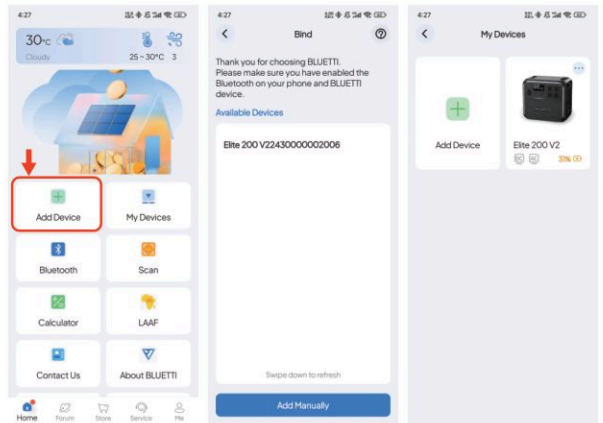 4:27
30°C
Cloudy
25~30°C 3
Add Device
My Devices
Bluetooth
Scan
Calculator
LAAF
Contact Us
About BLUETTI
Home
Forum
Store
Service
Me
4:27
Bind
Thank you for choosing BLUETTI.
Please make sure you have enabled the
Bluetooth on your phone and BLUETTI
device.
Available Devices
Elite 200 V22430000002006
Swipe down to refresh
Add Manually
4:27
My Devices
Add Device
Elite 200 V2
31%